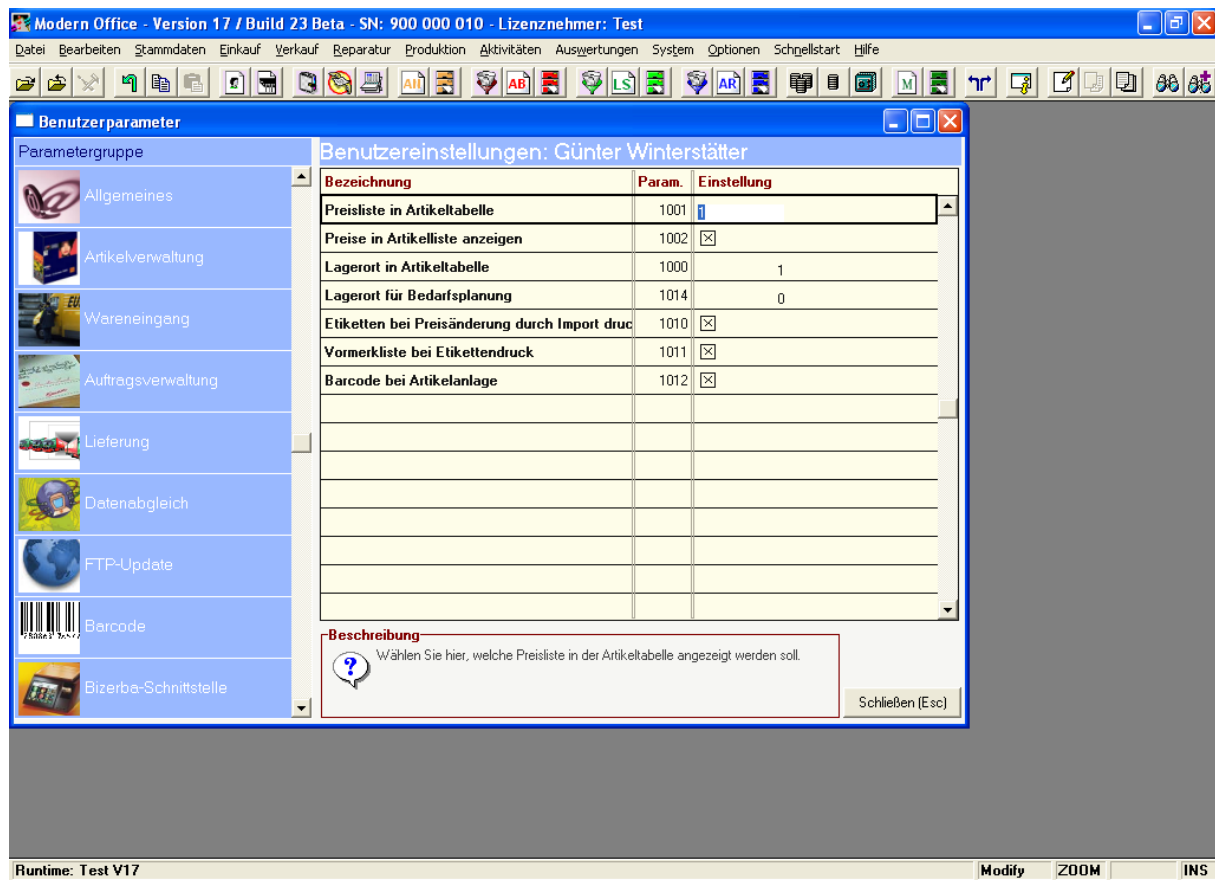 Modern Office - Version 17 / Build 23 Beta - SN: 900 000 010 - Lizenznehmer: Test
Datei Bearbeiten Stammdaten Einkauf Verkauf Reparatur Produktion Aktivitäten Auswertungen System Optionen Schnellstart Hilfe
AN AB LS AR M
Benutzerparameter
Parametergruppe
Benutzereinstellungen: Günter Winterstätter
Allgemeines
Artikelverwaltung
Wareneingang
Auftragsverwaltung
Lieferung
Datenabgleich
FTP-Update
Barcode
Bizerba-Schnittstelle
Bezeichnung Param. Einstellung
Preisliste in Artikeltabelle 1001 1
Preise in Artikelliste anzeigen 1002
Lagerort in Artikeltabelle 1000 1
Lagerort für Bedarfsplanung 1014 0
Etiketten bei Preisänderung durch Import druc 1010
Vormerkliste bei Etikettendruck 1011
Barcode bei Artikelanlage 1012
Beschreibung
Wählen Sie hier, welche Preisliste in der Artikeltabelle angezeigt werden soll.
Schließen (Esc)
Runtime: Test V17 Modify ZOOM INS